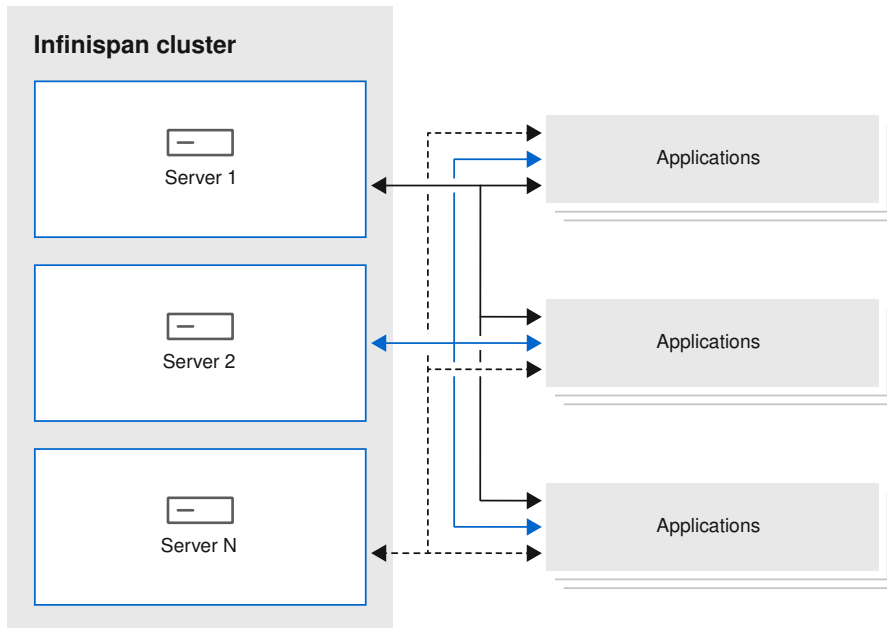 Infinispan cluster
Server 1
Server 2
Server N
Applications
Applications
Applications